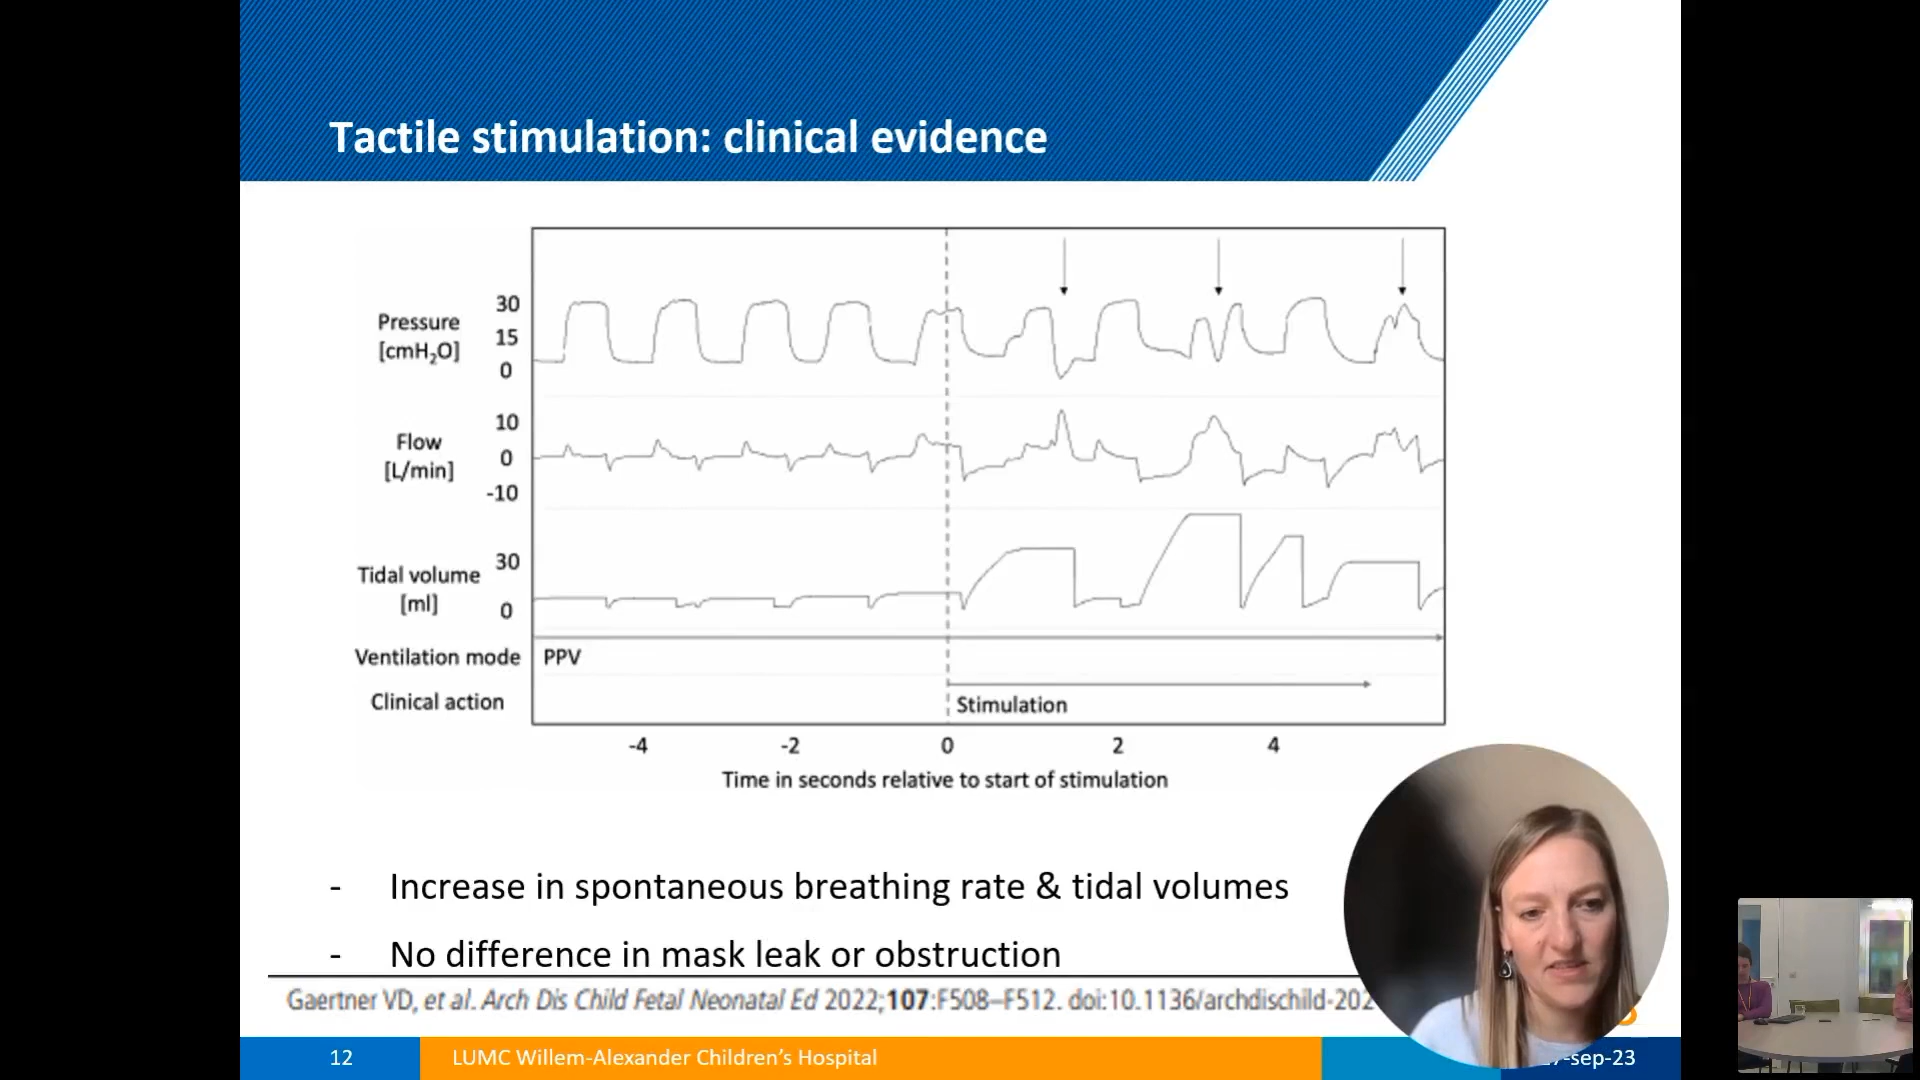 Tactile stimulation: clinical evidence
Pressure
[cmH₂O]
30
15
0
Flow
[L/min]
10
0
-10
Tidal volume
[ml]
30
0
Ventilation mode
PPV
Clinical action
Stimulation
-4 -2 0 2 4
Time in seconds relative to start of stimulation
- Increase in spontaneous breathing rate & tidal volumes
- No difference in mask leak or obstruction
Gaertner VD, et al. Arch Dis Child Fetal Neonatal Ed 2022;107:F508–F512. doi:10.1136/archdischild-202
12
LUMC Willem-Alexander Children's Hospital
-sep-23